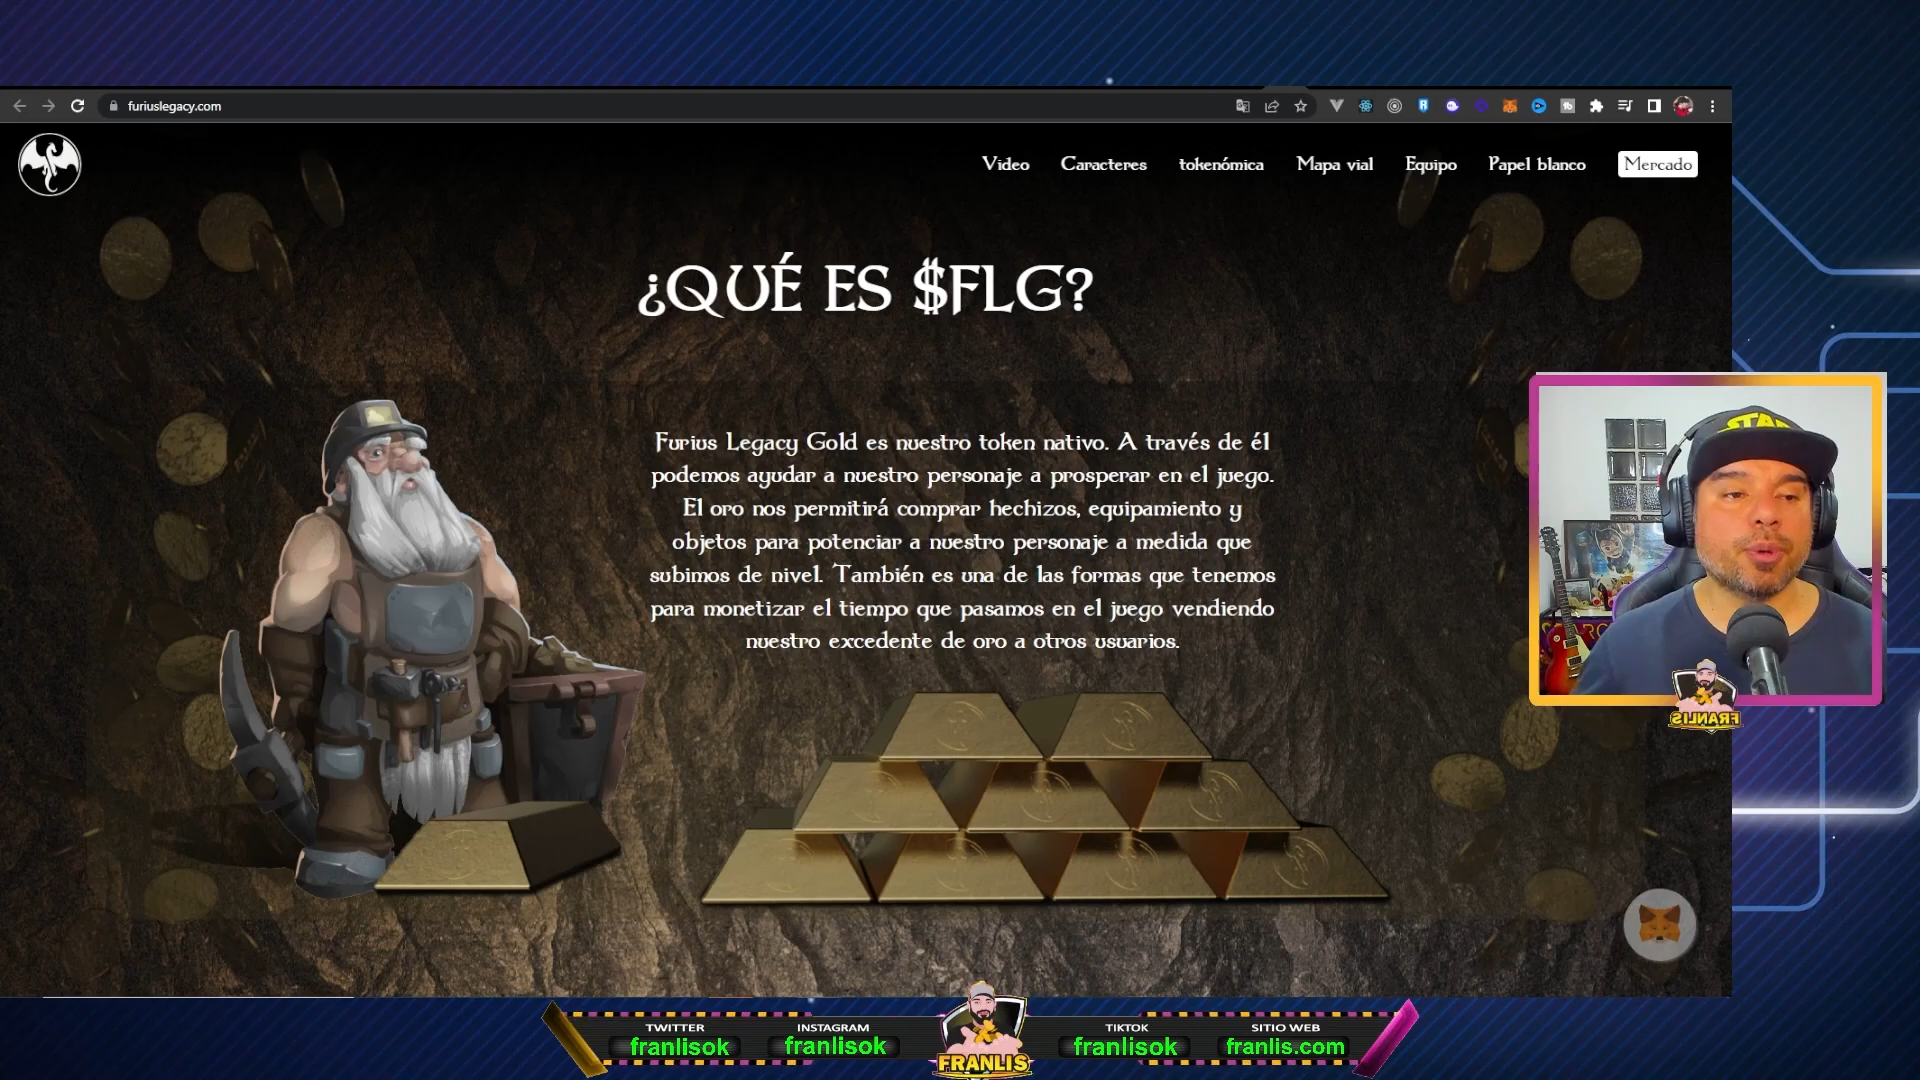 furiuslegacy.com
Video Caracteres tokenómica Mapa vial Equipo Papel blanco Mercado
¿QUÉ ES $FLG?
Furius Legacy Gold es nuestro token nativo. A través de él
podemos ayudar a nuestro personaje a prosperar en el juego.
El oro nos permitirá comprar hechizos, equipamiento y
objetos para potenciar a nuestro personaje a medida que
subimos de nivel. También es una de las formas que tenemos
para monetizar el tiempo que pasamos en el juego vendiendo
nuestro excedente de oro a otros usuarios.
STAR
FRANLIS
TWITTER
franlisok
INSTAGRAM
franlisok
FRANLIS
TIKTOK
franlisok
SITIO WEB
franlis.com